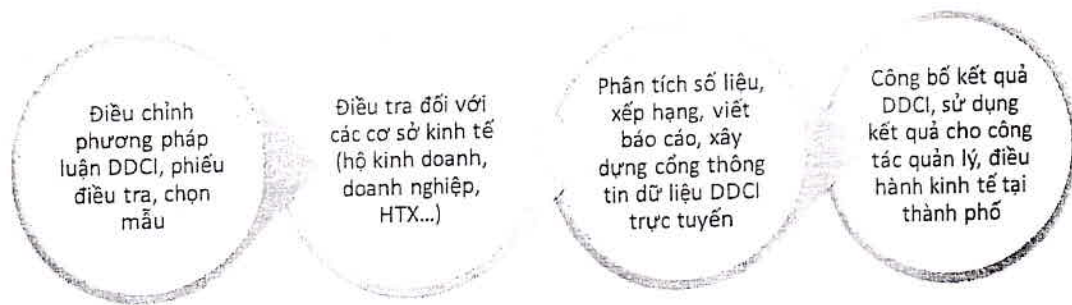 Điều chỉnh
phương pháp
luận DDCI, phiếu
điều tra, chọn
mẫu
Điều tra đối với
các cơ sở kinh tế
(hộ kinh doanh,
doanh nghiệp,
HTX...)
Phân tích số liệu,
xếp hạng, viết
báo cáo, xây
dựng cổng thông
tin dữ liệu DDCI
trực tuyến
Công bố kết quả
DDCI, sử dụng
kết quả cho công
tác quản lý, điều
hành kinh tế tại
thành phố